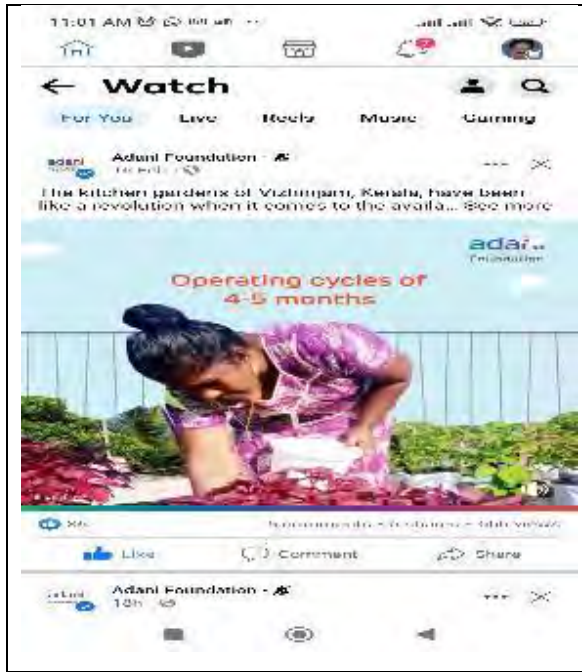 11:01 AM
Watch
For You Live Reels Music Gaming
adani
Adani Foundation
The kitchen gardens of Vizhinjam, Kerala, have been
like a revolution when it comes to the availa... See more
Foundation
Operating cycles of
4-5 months
Like Comment Share
Adani Foundation
18h